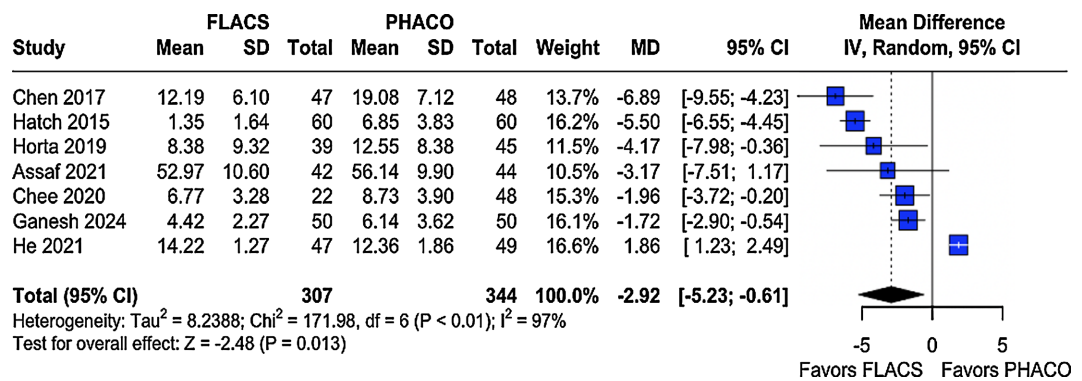 FLACS PHACO Mean Difference
Study Mean SD Total Mean SD Total Weight MD 95% CI IV, Random, 95% CI
Chen 2017 12.19 6.10 47 19.08 7.12 48 13.7% -6.89 [-9.55; -4.23]
Hatch 2015 1.35 1.64 60 6.85 3.83 60 16.2% -5.50 [-6.55; -4.45]
Horta 2019 8.38 9.32 39 12.55 8.38 45 11.5% -4.17 [-7.98; -0.36]
Assaf 2021 52.97 10.60 42 56.14 9.90 44 10.5% -3.17 [-7.51; 1.17]
Chee 2020 6.77 3.28 22 8.73 3.90 48 15.4% -1.96 [-3.72; -0.20]
Ganesh 2024 4.42 2.27 50 6.14 3.62 50 16.1% -1.72 [-2.90; -0.54]
He 2021 14.22 1.27 47 12.36 1.86 49 16.6% 1.86 [ 1.23; 2.49]
Total (95% CI) 307 344 100.0% -2.92 [-5.23; -0.61]
Heterogeneity: Tau² = 8.2388; Chi² = 171.98, df = 6 (P < 0.01); I² = 97%
Test for overall effect: Z = -2.48 (P = 0.013)
-5 0 5
Favors FLACS Favors PHACO